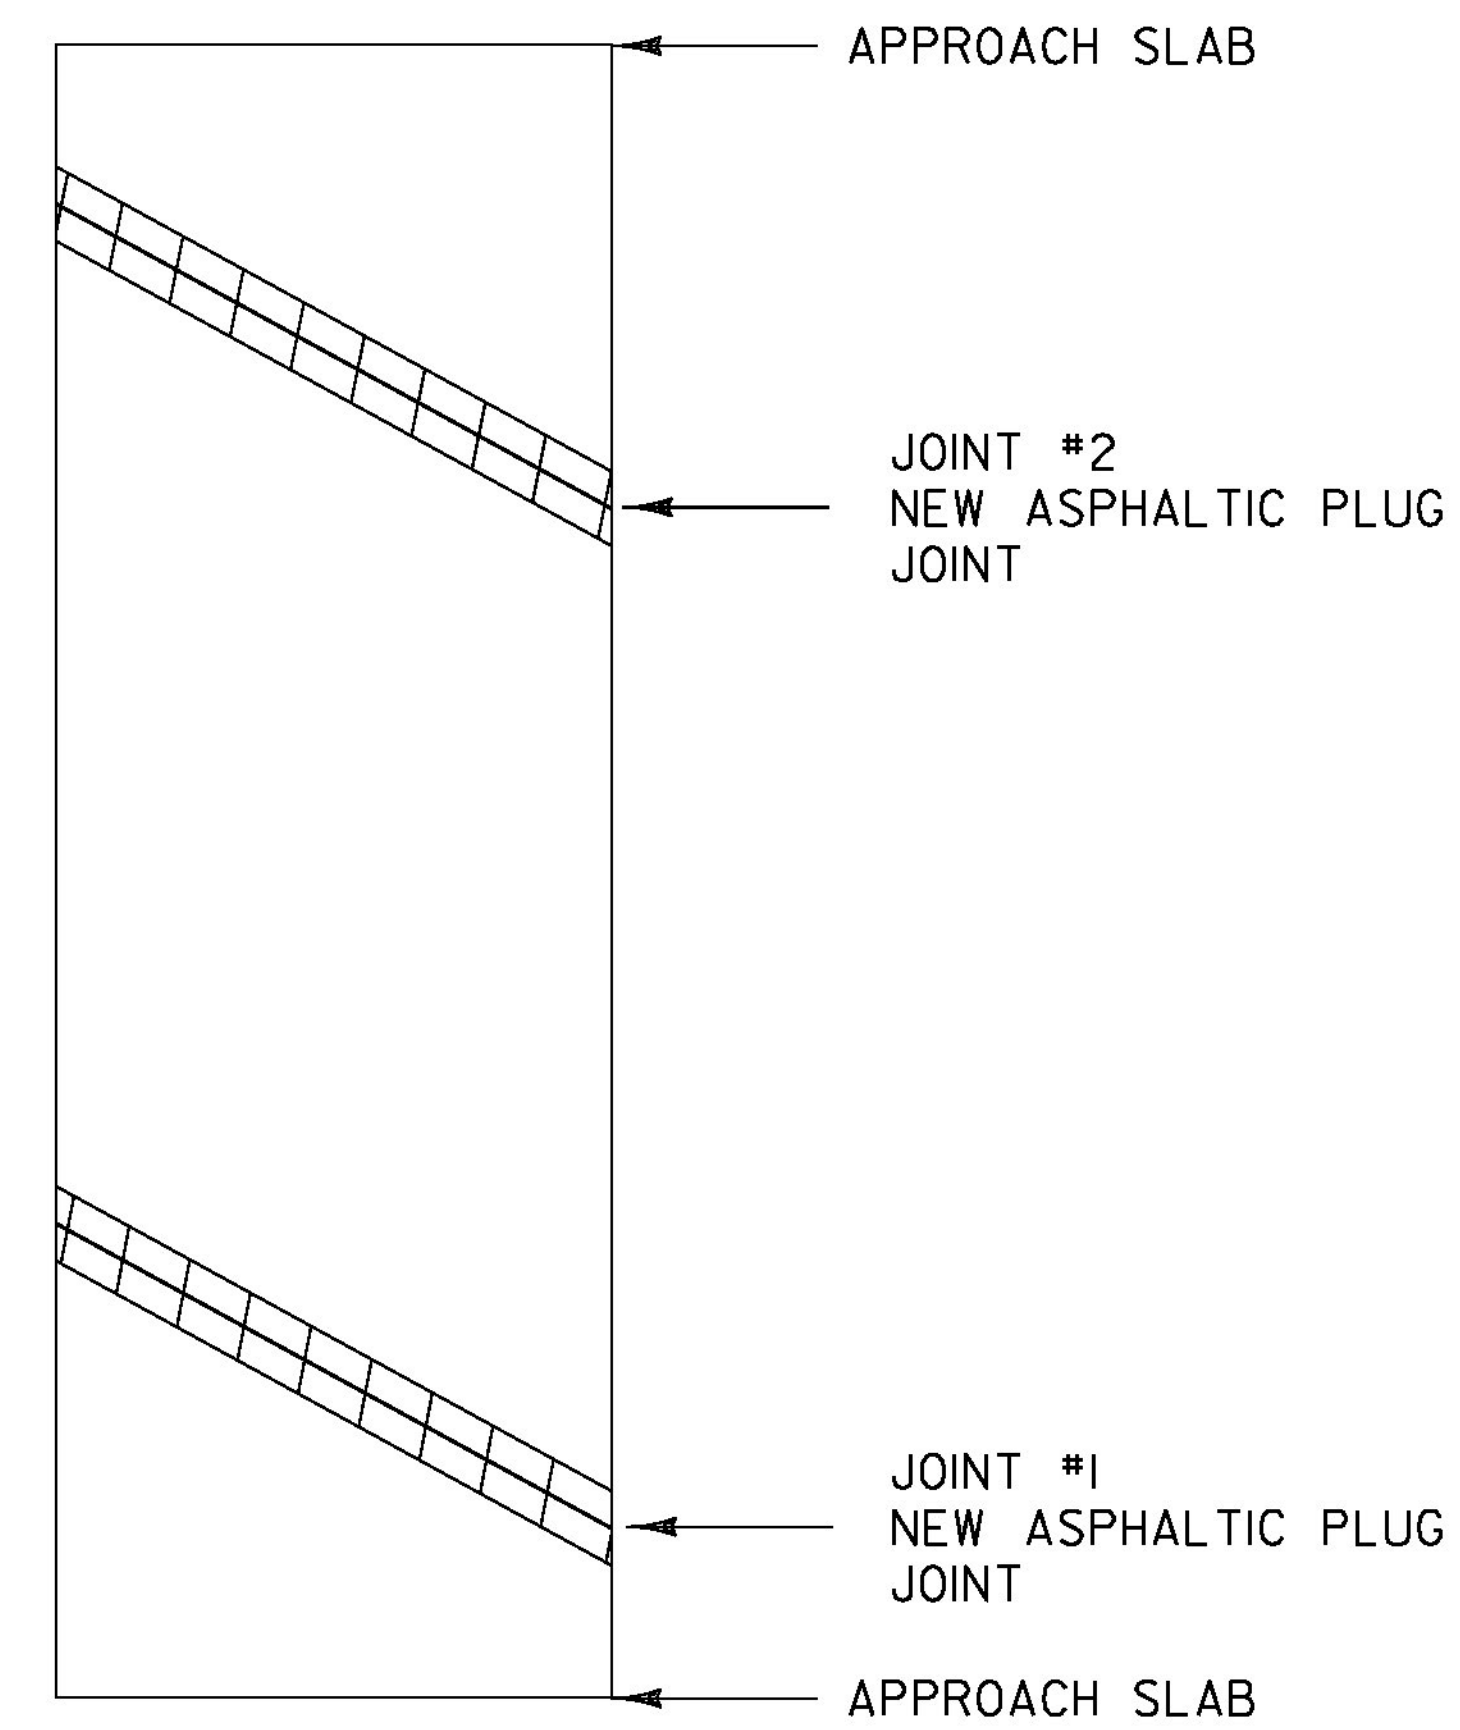 APPROACH SLAB
JOINT #2
NEW ASPHALTIC PLUG
JOINT
JOINT #1
NEW ASPHALTIC PLUG
JOINT
APPROACH SLAB